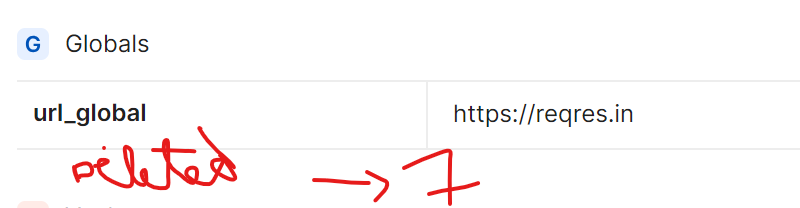 G Globals
url_global https://reqres.in
deleted → 7